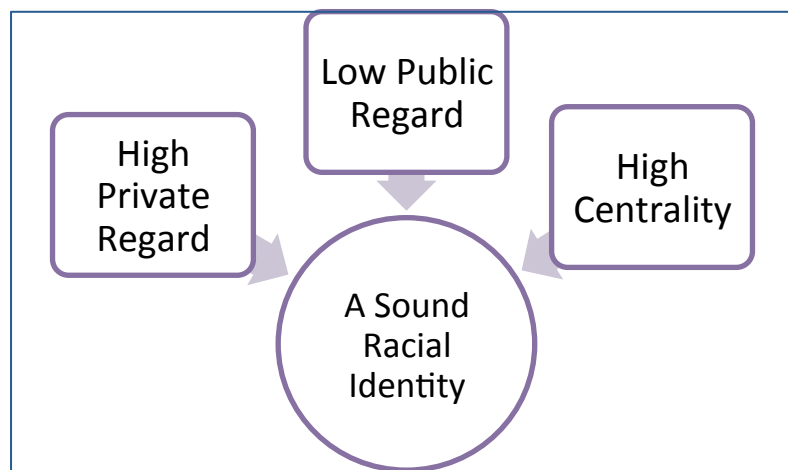 Low Public
Regard
High
Private
Regard
High
Centrality
A Sound
Racial
Identity